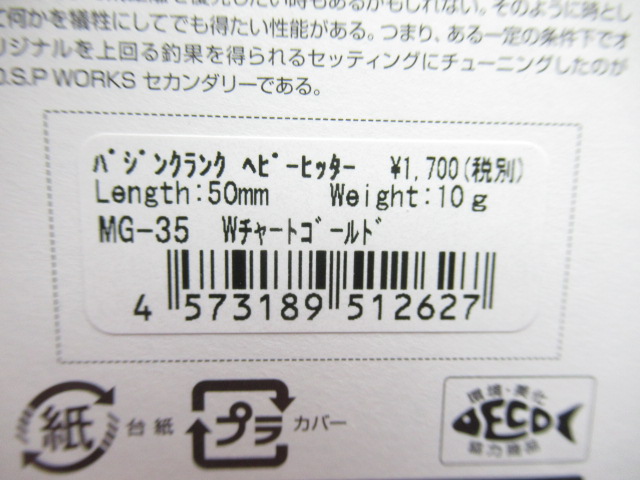 て何かを犠牲にしてでも得たい性能がある。つまり、ある一定の条件下でオ
リジナルを上回る釣果を得られるセッティングにチューニングしたのが
O.S.P WORKS セカンダリーである。
ﾊﾞｼﾞﾝｸﾗﾝｸ ﾍﾋﾞｰﾋｯﾀｰ ¥1,700(税別)
Length:50mm Weight:10g
MG-35 Wﾁｬｰﾄｺﾞｰﾙﾄﾞ
4 573189 512627
紙 台紙 プラ カバー
環境・美化
ECO
協力商品